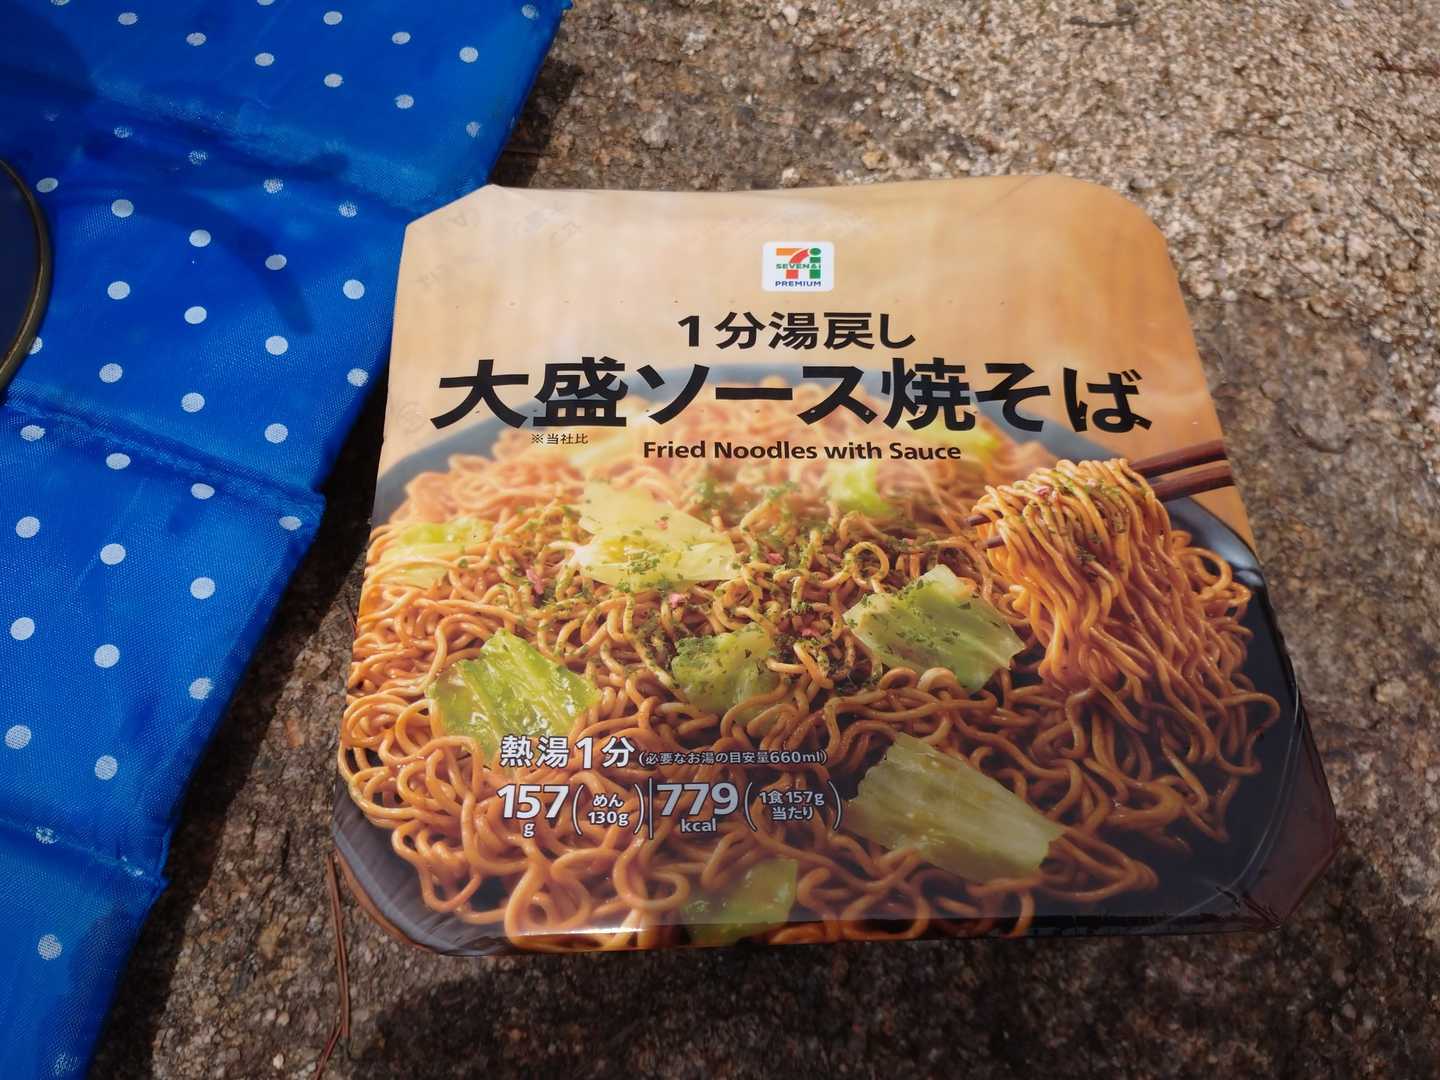 7i
SEVEN&i
PREMIUM
1分湯戻し
大盛ソース焼そば
※当社比
Fried Noodles with Sauce
熱湯1分(必要なお湯の目安量660ml)
157g(めん130g)|779kcal(1食157g当たり)